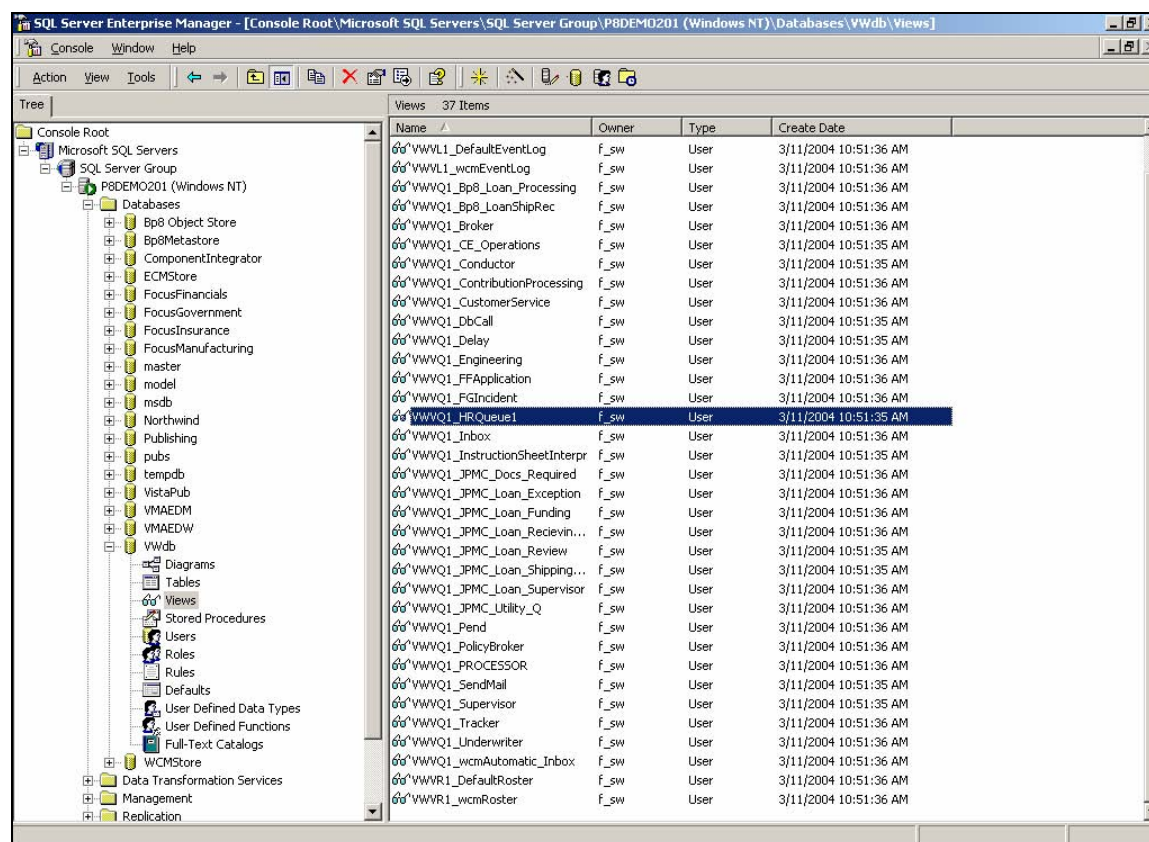 SQL Server Enterprise Manager - [Console Root\Microsoft SQL Servers\SQL Server Group\P8DEMO201 (Windows NT)\Databases\VWdb\Views]
Console Window Help
Action View Tools
Tree
Views 37 Items
Console Root
Microsoft SQL Servers
SQL Server Group
P8DEMO201 (Windows NT)
Databases
Bp8 Object Store
Bp8Metastore
ComponentIntegrator
ECMStore
FocusFinancials
FocusGovernment
FocusInsurance
FocusManufacturing
master
model
msdb
Northwind
Publishing
pubs
tempdb
VistaPub
VMAEDM
VMAEDW
VWdb
Diagrams
Tables
Views
Stored Procedures
Users
Roles
Rules
Defaults
User Defined Data Types
User Defined Functions
Full-Text Catalogs
WCMStore
Data Transformation Services
Management
Replication
Name Owner Type Create Date
VWVL1_DefaultEventLog f_sw User 3/11/2004 10:51:36 AM
VWVL1_wcmEventLog f_sw User 3/11/2004 10:51:36 AM
VWVQ1_Bp8_Loan_Processing f_sw User 3/11/2004 10:51:36 AM
VWVQ1_Bp8_LoanShipRec f_sw User 3/11/2004 10:51:36 AM
VWVQ1_Broker f_sw User 3/11/2004 10:51:36 AM
VWVQ1_CE_Operations f_sw User 3/11/2004 10:51:35 AM
VWVQ1_Conductor f_sw User 3/11/2004 10:51:35 AM
VWVQ1_ContributionProcessing f_sw User 3/11/2004 10:51:36 AM
VWVQ1_CustomerService f_sw User 3/11/2004 10:51:35 AM
VWVQ1_DbCall f_sw User 3/11/2004 10:51:35 AM
VWVQ1_Delay f_sw User 3/11/2004 10:51:35 AM
VWVQ1_Engineering f_sw User 3/11/2004 10:51:36 AM
VWVQ1_FFApplication f_sw User 3/11/2004 10:51:36 AM
VWVQ1_FGIncident f_sw User 3/11/2004 10:51:36 AM
VWVQ1_HRQueue1 f_sw User 3/11/2004 10:51:35 AM
VWVQ1_Inbox f_sw User 3/11/2004 10:51:36 AM
VWVQ1_InstructionSheetInterpr f_sw User 3/11/2004 10:51:35 AM
VWVQ1_JPMC_Docs_Required f_sw User 3/11/2004 10:51:36 AM
VWVQ1_JPMC_Loan_Exception f_sw User 3/11/2004 10:51:35 AM
VWVQ1_JPMC_Loan_Funding f_sw User 3/11/2004 10:51:36 AM
VWVQ1_JPMC_Loan_Recievin... f_sw User 3/11/2004 10:51:36 AM
VWVQ1_JPMC_Loan_Review f_sw User 3/11/2004 10:51:35 AM
VWVQ1_JPMC_Loan_Shipping... f_sw User 3/11/2004 10:51:35 AM
VWVQ1_JPMC_Loan_Supervisor f_sw User 3/11/2004 10:51:36 AM
VWVQ1_JPMC_Utility_Q f_sw User 3/11/2004 10:51:36 AM
VWVQ1_Pend f_sw User 3/11/2004 10:51:36 AM
VWVQ1_PolicyBroker f_sw User 3/11/2004 10:51:36 AM
VWVQ1_PROCESSOR f_sw User 3/11/2004 10:51:36 AM
VWVQ1_SendMail f_sw User 3/11/2004 10:51:35 AM
VWVQ1_Supervisor f_sw User 3/11/2004 10:51:35 AM
VWVQ1_Tracker f_sw User 3/11/2004 10:51:36 AM
VWVQ1_Underwriter f_sw User 3/11/2004 10:51:36 AM
VWVQ1_wcmAutomatic_Inbox f_sw User 3/11/2004 10:51:36 AM
VWVR1_DefaultRoster f_sw User 3/11/2004 10:51:36 AM
VWVR1_wcmRoster f_sw User 3/11/2004 10:51:36 AM